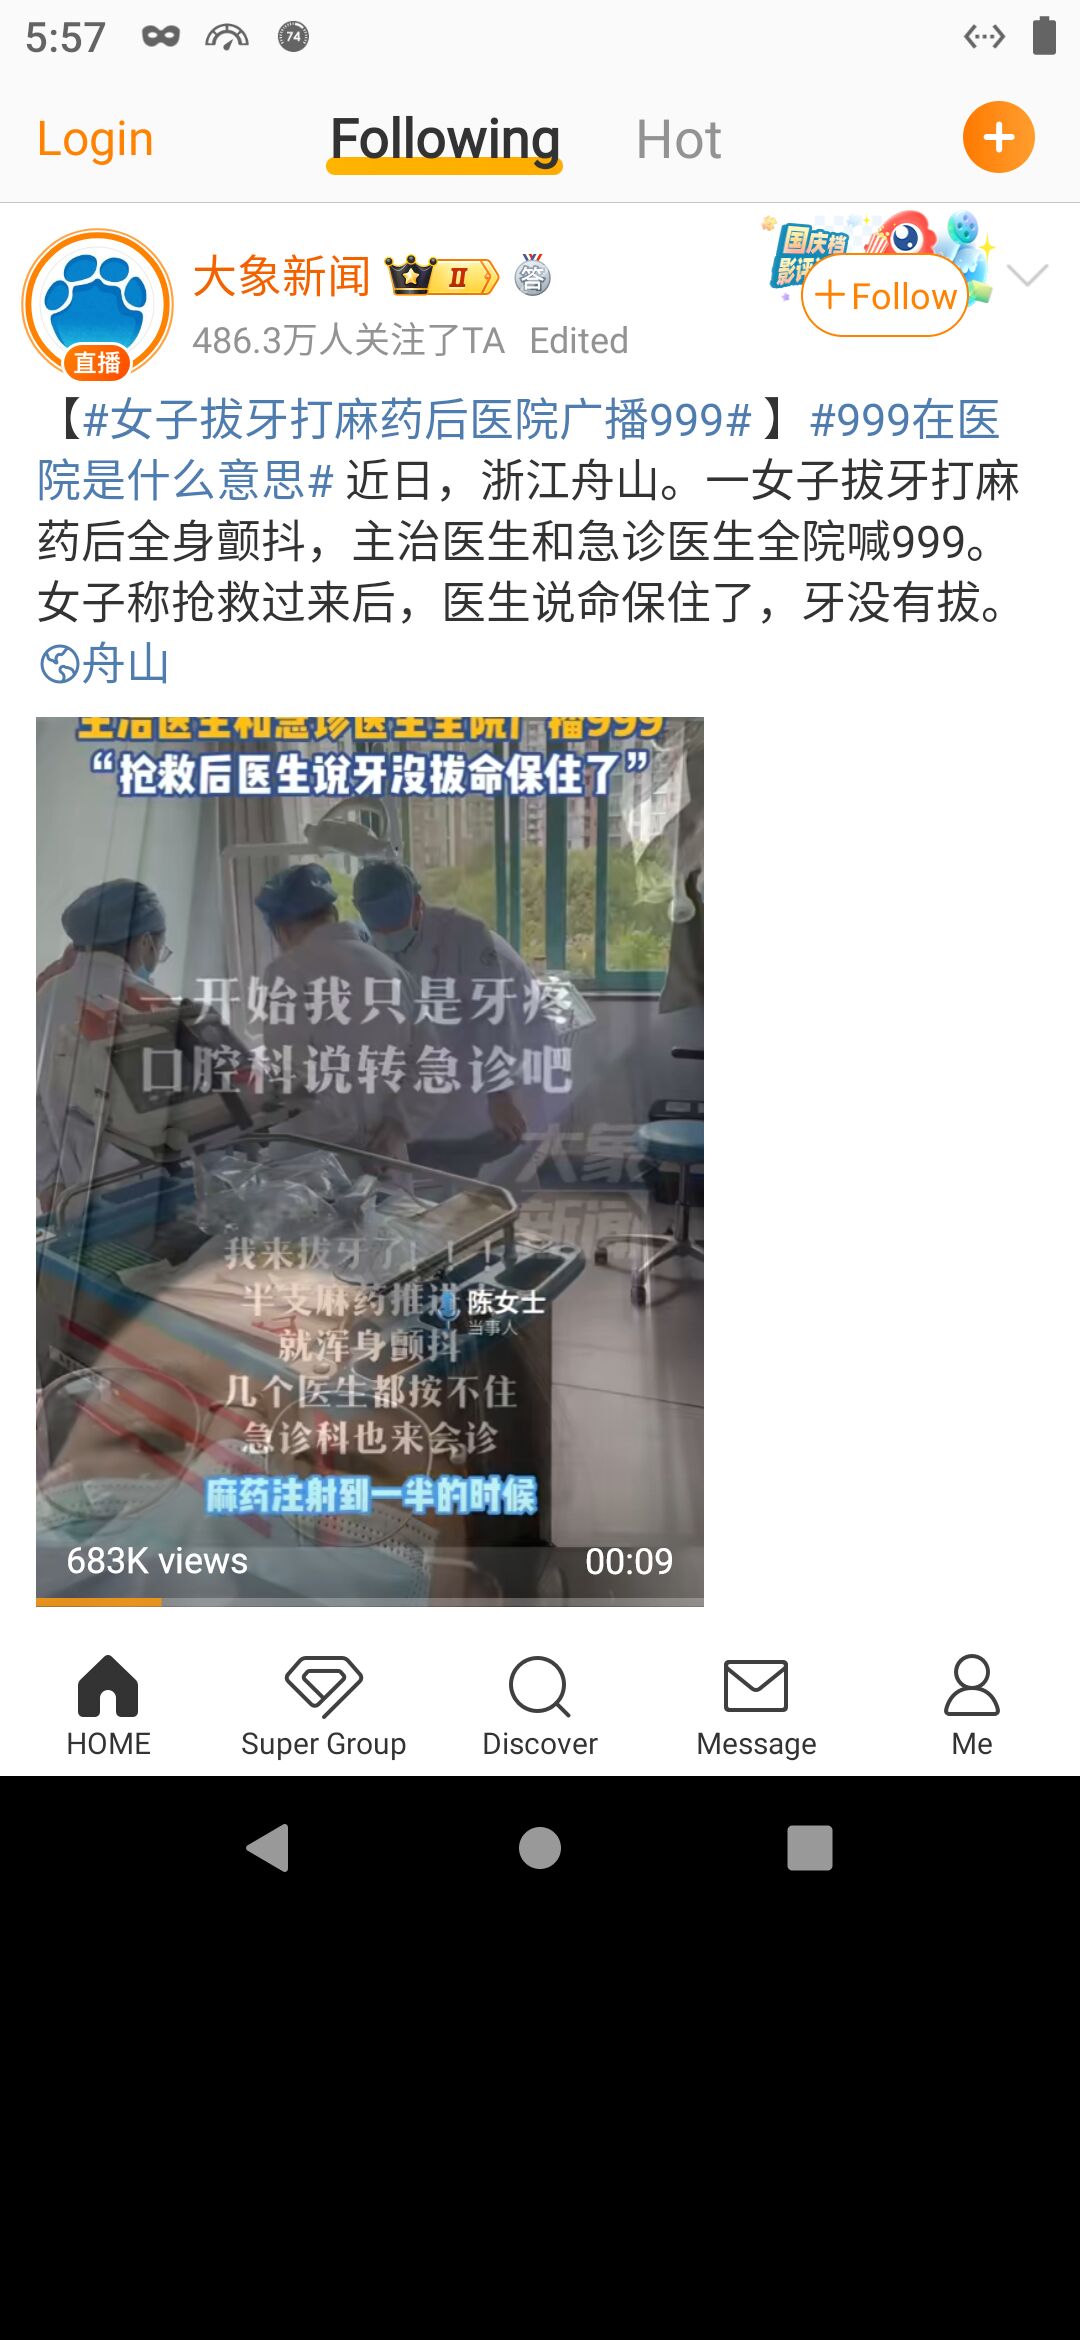 5:57
74
Login
Following
Hot
大象新闻
II
答
国庆档
486.3万人关注了TA Edited
+Follow
直播
【#女子拔牙打麻药后医院广播999#】 #999在医
院是什么意思# 近日，浙江舟山。一女子拔牙打麻
药后全身颤抖，主治医生和急诊医生全院喊999。
女子称抢救过来后，医生说命保住了，牙没有拔。
舟山
主治医生和急诊医生全院广播999
“抢救后医生说牙没拔命保住了”
一开始我只是牙疼
口腔科说转急诊吧
大象
新闻
我来拔牙了！！！
半支麻药推进
陈女士
当事人
就浑身颤抖
几个医生都按不住
急诊科也来会诊
麻药注射到一半的时候
683K views
00:09
HOME
Super Group
Discover
Message
Me